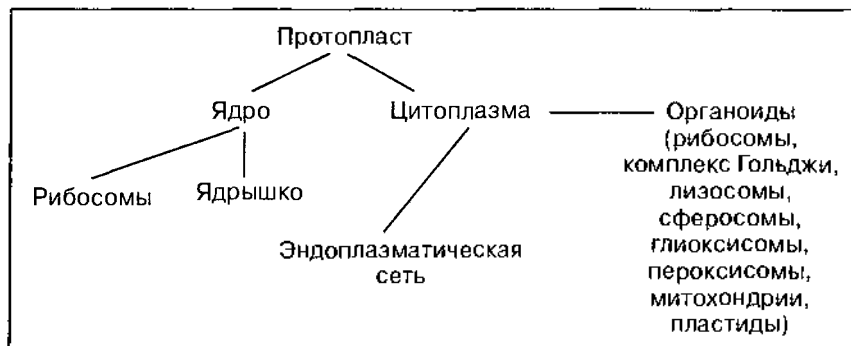 Протопласт
Ядро
Цитоплазма
Органоиды
(рибосомы,
комплекс Гольджи,
лизосомы,
сферосомы,
глиоксисомы,
пероксисомы,
митохондрии,
пластиды)
Рибосомы
Ядрышко
Эндоплазматическая
сеть